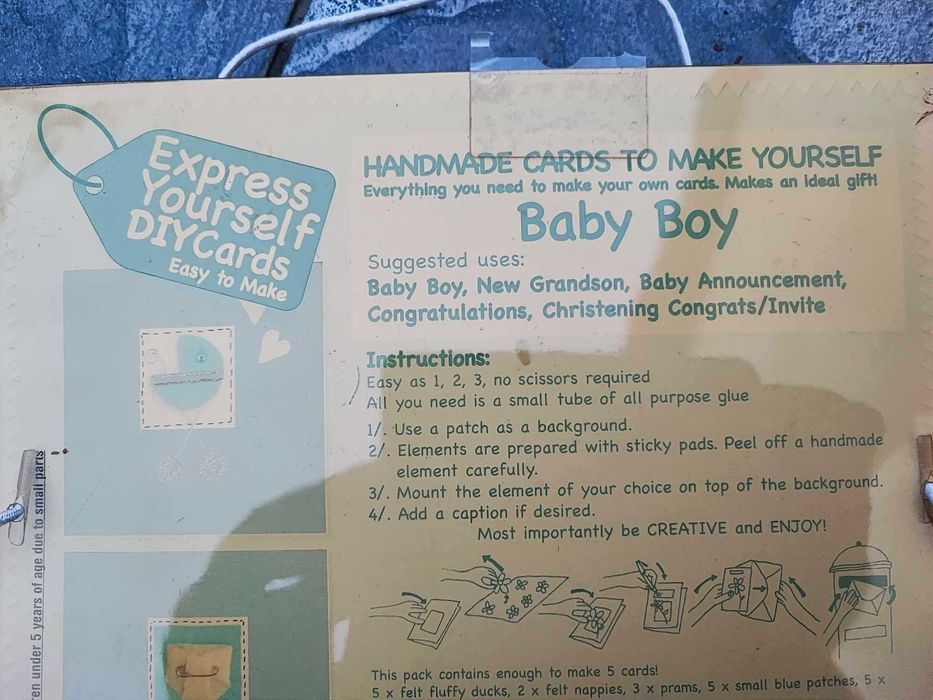 Express
Yourself
DIYCards
Easy to Make
HANDMADE CARDS TO MAKE YOURSELF
Everything you need to make your own cards. Makes an ideal gift!
Baby Boy
Suggested uses:
Baby Boy, New Grandson, Baby Announcement,
Congratulations, Christening Congrats/Invite
Instructions:
Easy as 1, 2, 3, no scissors required
All you need is a small tube of all purpose glue
1/. Use a patch as a background.
2/. Elements are prepared with sticky pads. Peel off a handmade
element carefully.
3/. Mount the element of your choice on top of the background.
4/. Add a caption if desired.
Most importantly be CREATIVE and ENJOY!
This pack contains enough to make 5 cards!
5 x felt fluffy ducks, 2 x felt nappies, 3 x prams, 5 x small blue patches, 5 x
under 5 years of age due to small parts